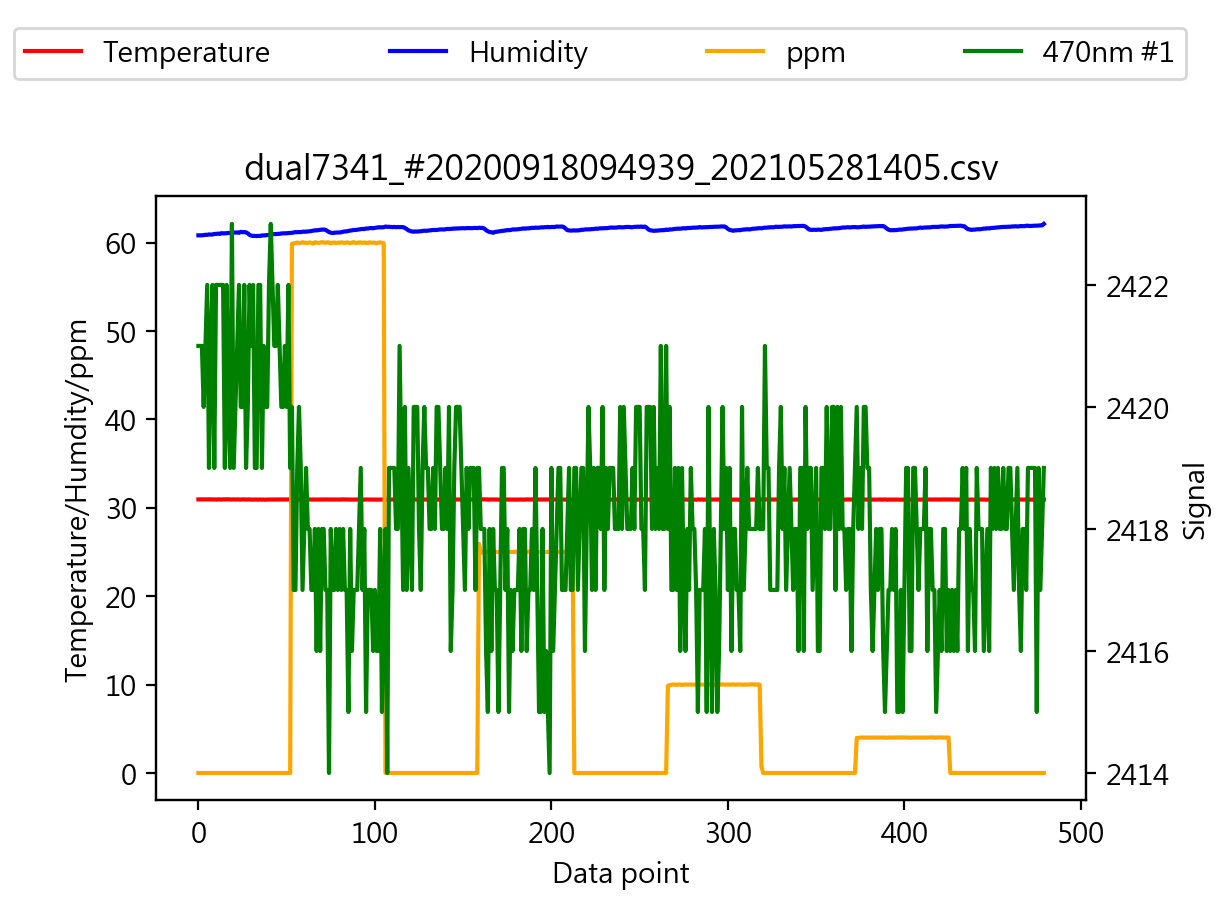 Temperature Humidity ppm 470nm #1
dual7341_#20200918094939_202105281405.csv
Temperature/Humdity/ppm
60
50
40
30
20
10
0
2422
2420
2418
2416
2414
Signal
0 100 200 300 400 500
Data point